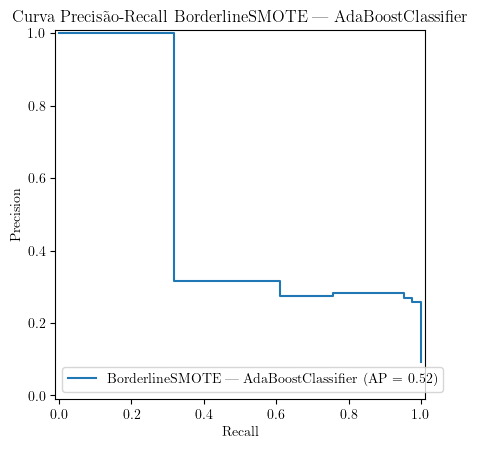 Curva Precisão-Recall BorderlineSMOTE — AdaBoostClassifier
1.0
0.8
0.6
0.4
0.2
0.0
Precision
BorderlineSMOTE — AdaBoostClassifier (AP = 0.52)
0.0 0.2 0.4 0.6 0.8 1.0
Recall